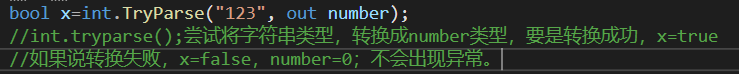 bool x=int.TryParse("123", out number);
//int.tryparse();尝试将字符串类型，转换成number类型，要是转换成功，x=true
//如果说转换失败，x=false，number=0; 不会出现异常。